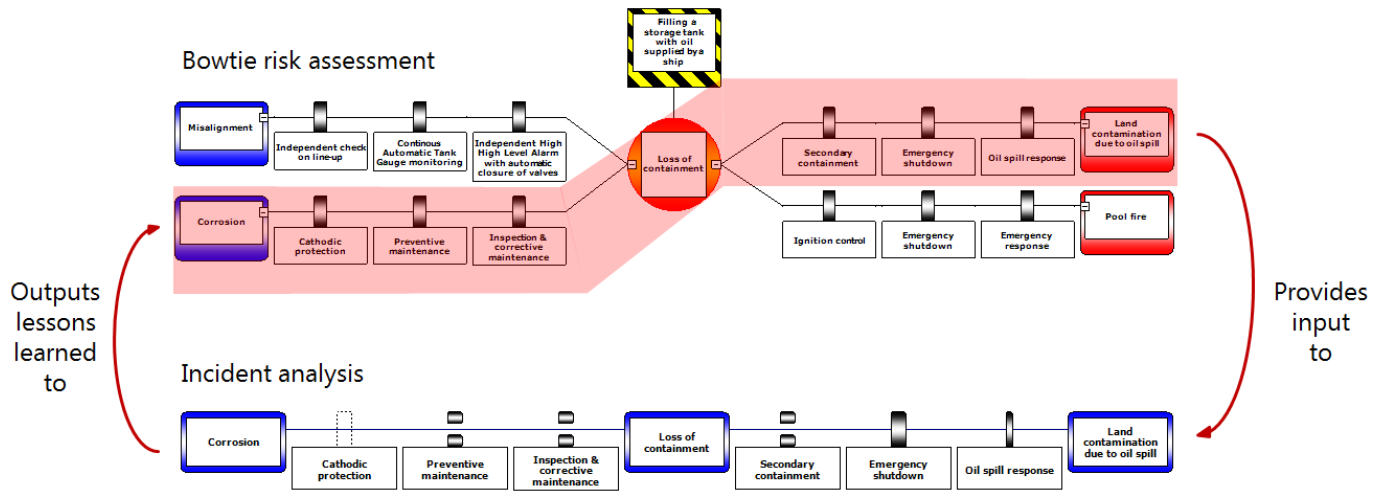 Filling a
storage tank
with oil
supplied by a
ship
Bowtie risk assessment
Misalignment
Independent check
on line-up
Continous
Automatic Tank
Gauge monitoring
Independent High
High Level Alarm
with automatic
closure of valves
Loss of
containment
Secondary
containment
Emergency
shutdown
Oil spill response
Land
contamination
due to oil spill
Corrosion
Cathodic
protection
Preventive
maintenance
Inspection &
corrective
maintenance
Ignition control
Emergency
shutdown
Emergency
response
Pool fire
Outputs
lessons
learned
to
Provides
input
to
Incident analysis
Corrosion
Cathodic
protection
Preventive
maintenance
Inspection &
corrective
maintenance
Loss of
containment
Secondary
containment
Emergency
shutdown
Oil spill response
Land
contamination
due to oil spill